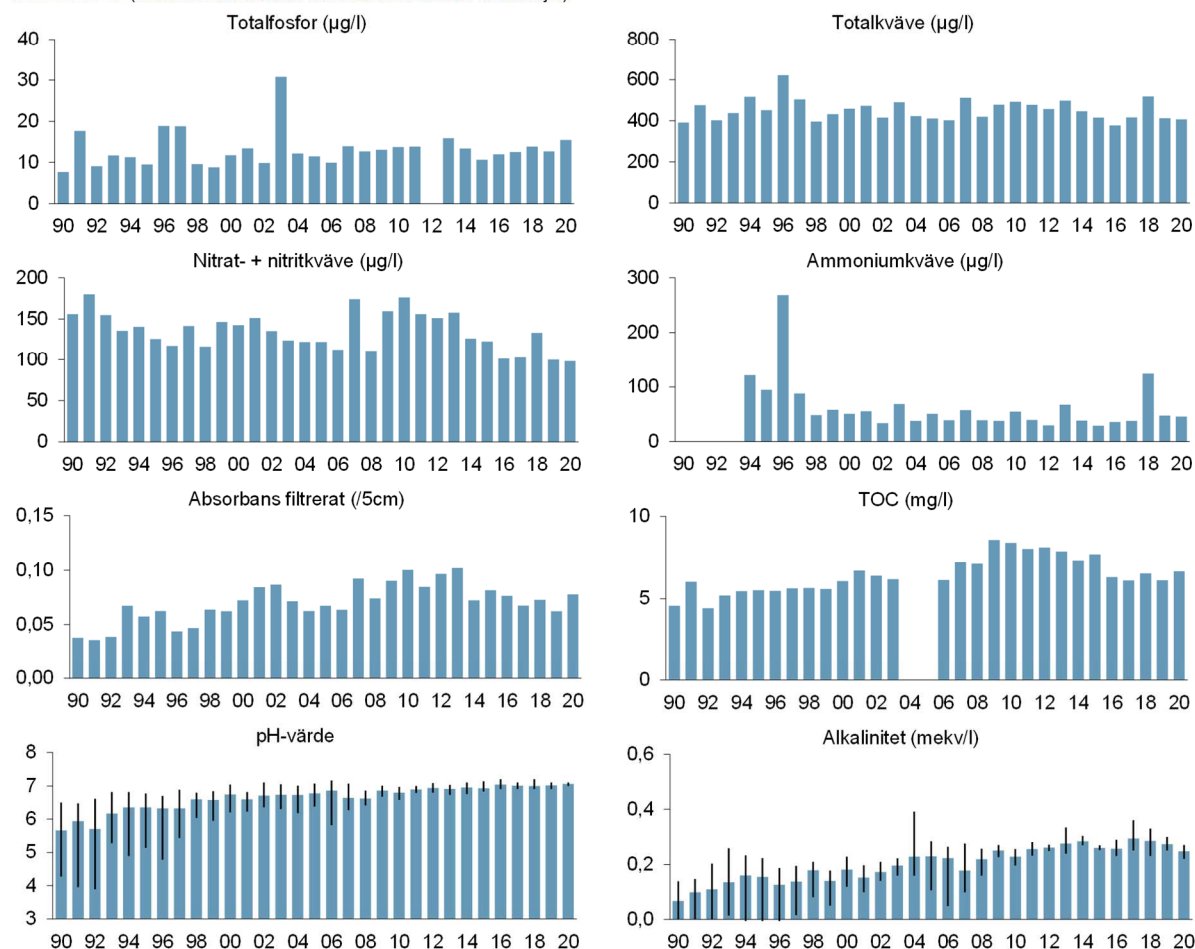 Totalfosfor (µg/l)
40
30
20
10
0
90 92 94 96 98 00 02 04 06 08 10 12 14 16 18 20
Totalkväve (µg/l)
800
600
400
200
0
90 92 94 96 98 00 02 04 06 08 10 12 14 16 18 20
Nitrat- + nitritkväve (µg/l)
200
150
100
50
0
90 92 94 96 98 00 02 04 06 08 10 12 14 16 18 20
Ammoniumkväve (µg/l)
300
200
100
0
90 92 94 96 98 00 02 04 06 08 10 12 14 16 18 20
Absorbans filtrerat (/5cm)
0,15
0,10
0,05
0,00
90 92 94 96 98 00 02 04 06 08 10 12 14 16 18 20
TOC (mg/l)
10
5
0
90 92 94 96 98 00 02 04 06 08 10 12 14 16 18 20
pH-värde
8
7
6
5
4
3
90 92 94 96 98 00 02 04 06 08 10 12 14 16 18 20
Alkalinitet (mekv/l)
0,6
0,4
0,2
0,0
90 92 94 96 98 00 02 04 06 08 10 12 14 16 18 20